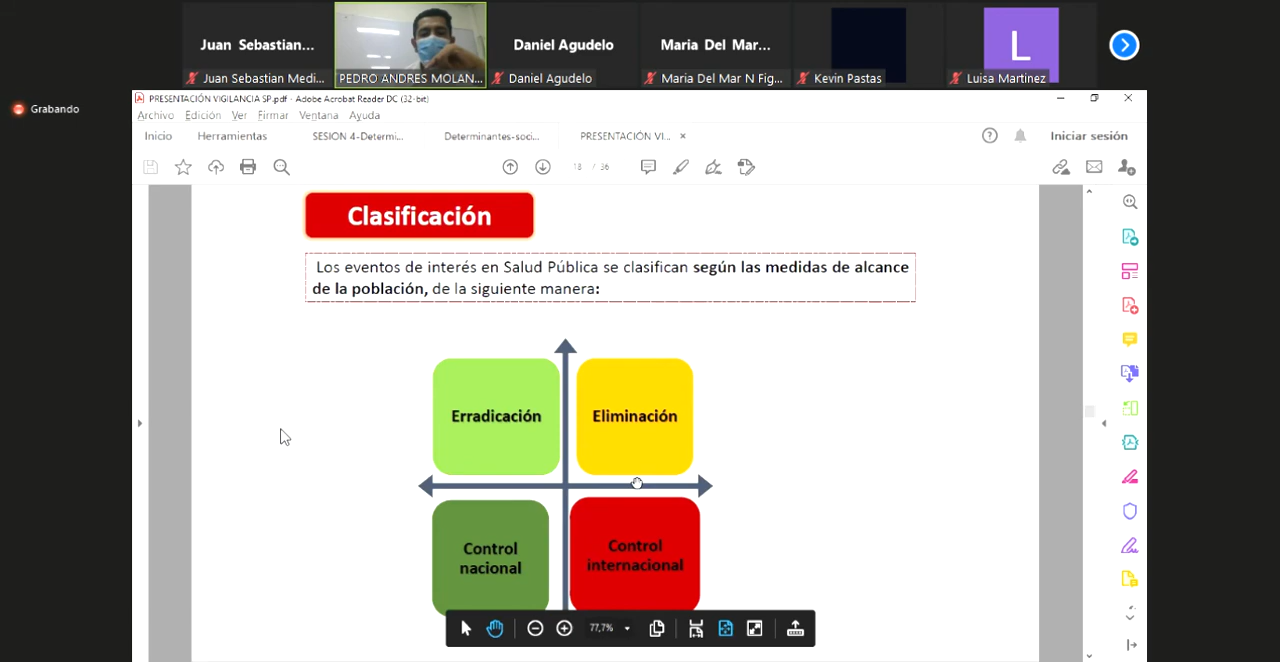 Juan Sebastian...
Daniel Agudelo
Maria Del Mar...
L
Juan Sebastian Medi...
PEDRO ANDRES MOLAN...
Daniel Agudelo
Maria Del Mar N Fig...
Kevin Pastas
Luisa Martinez
Grabando
PRESENTACIÓN VIGILANCIA SP.pdf - Adobe Acrobat Reader DC (32-bit)
Archivo Edición Ver Firmar Ventana Ayuda
Inicio Herramientas SESION 4-Determi... Determinantes-soci... PRESENTACIÓN VI... × Iniciar sesión
18 / 36
Clasificación
Los eventos de interés en Salud Pública se clasifican según las medidas de alcance
de la población, de la siguiente manera:
Erradicación
Eliminación
Control
nacional
Control
internacional
77,7%